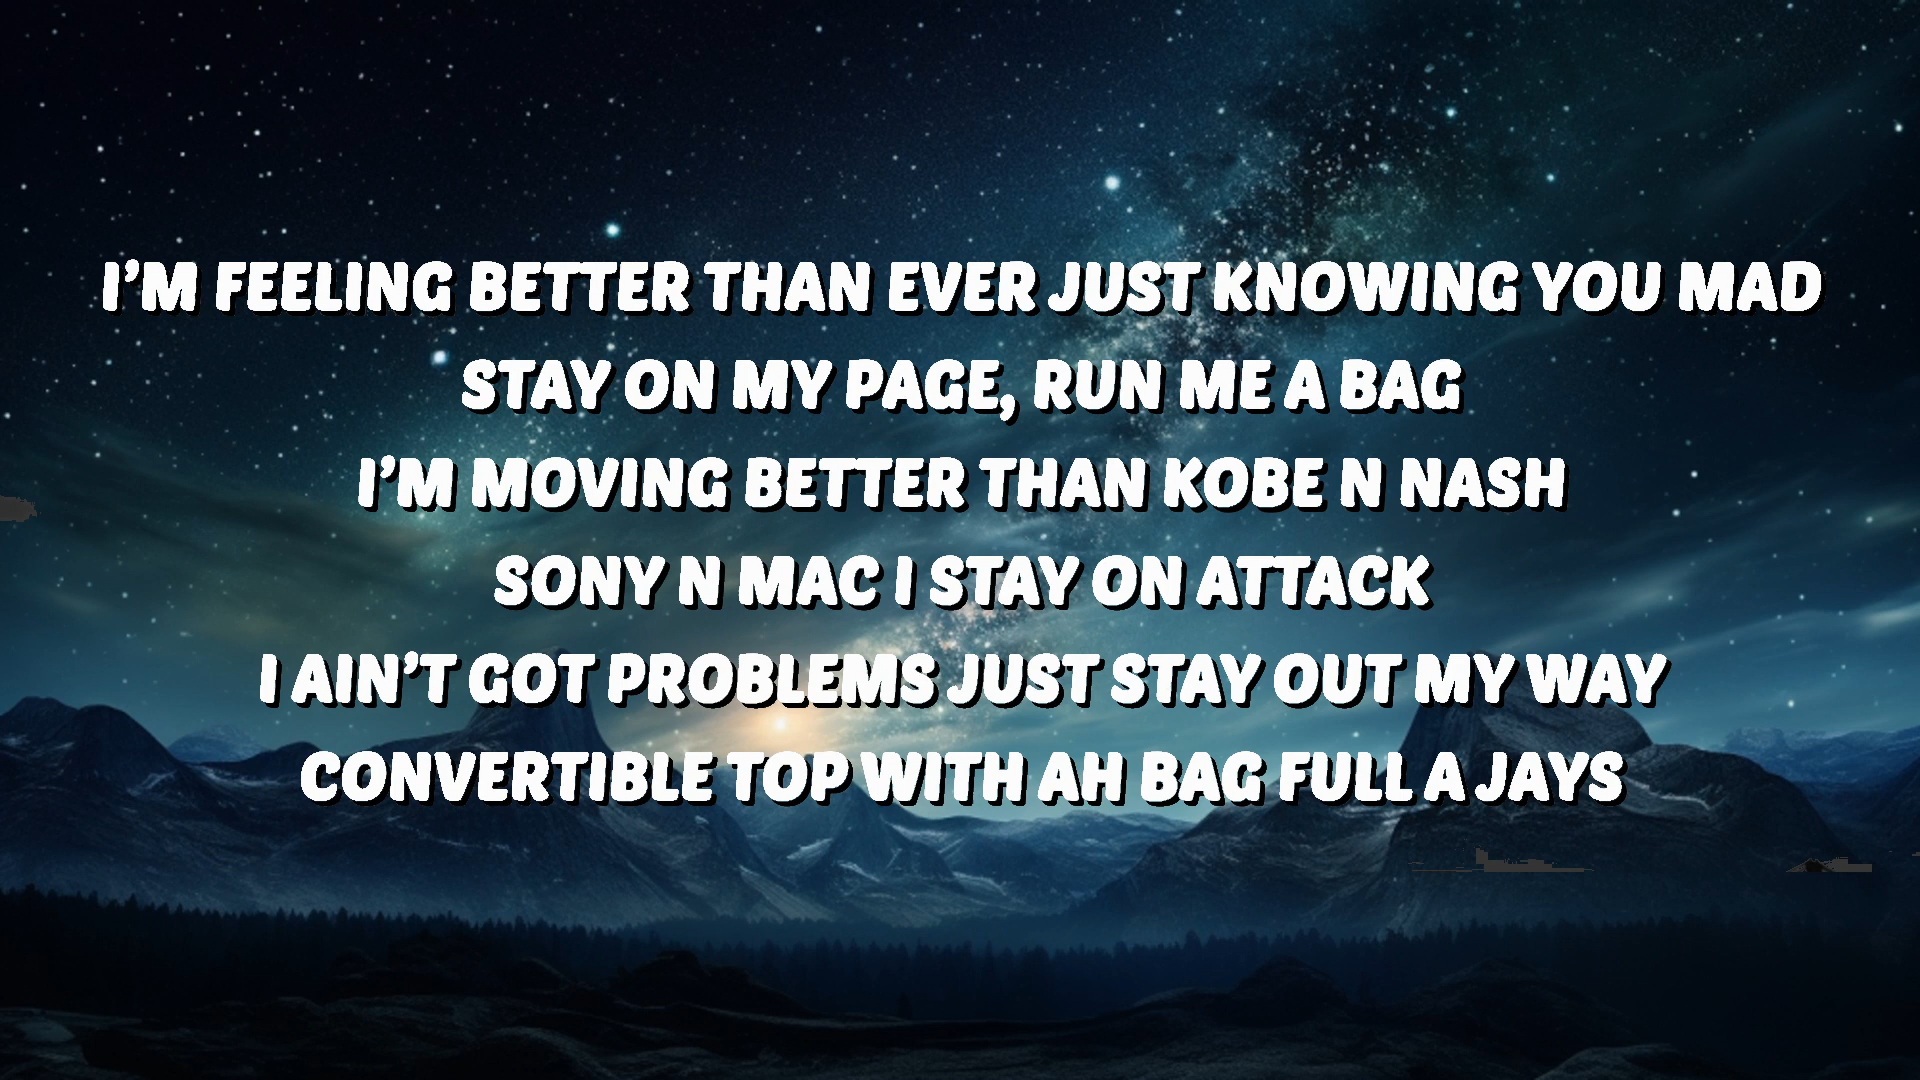 I'M FEELING BETTER THAN EVER JUST KNOWING YOU MAD
STAY ON MY PAGE, RUN ME A BAG
I'M MOVING BETTER THAN KOBE N NASH
SONY N MAC I STAY ON ATTACK
I AIN'T GOT PROBLEMS JUST STAY OUT MY WAY
CONVERTIBLE TOP WITH AH BAG FULL A JAYS